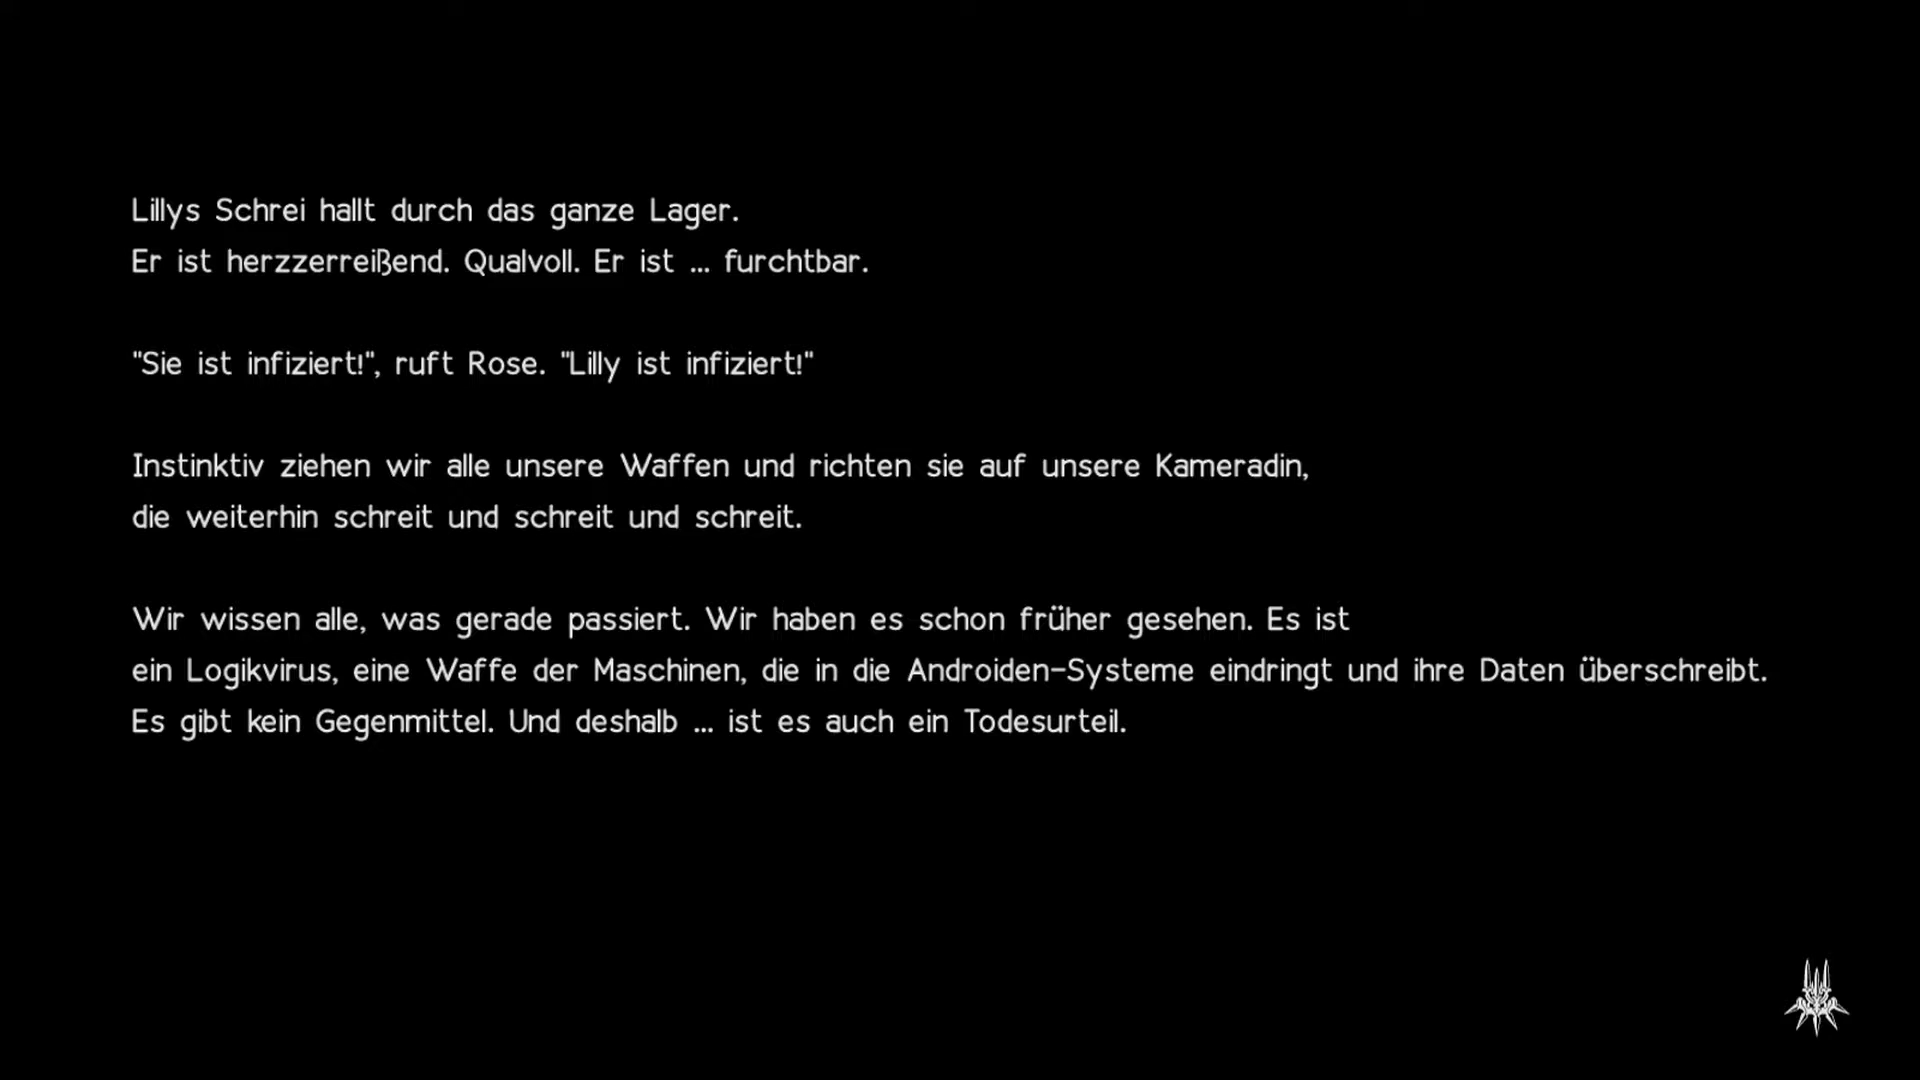 Lillys Schrei hallt durch das ganze Lager.
Er ist herzzerreißend. Qualvoll. Er ist ... furchtbar.
"Sie ist infiziert!", ruft Rose. "Lilly ist infiziert!"
Instinktiv ziehen wir alle unsere Waffen und richten sie auf unsere Kameradin,
die weiterhin schreit und schreit und schreit.
Wir wissen alle, was gerade passiert. Wir haben es schon früher gesehen. Es ist
ein Logikvirus, eine Waffe der Maschinen, die in die Androiden-Systeme eindringt und ihre Daten überschreibt.
Es gibt kein Gegenmittel. Und deshalb ... ist es auch ein Todesurteil.